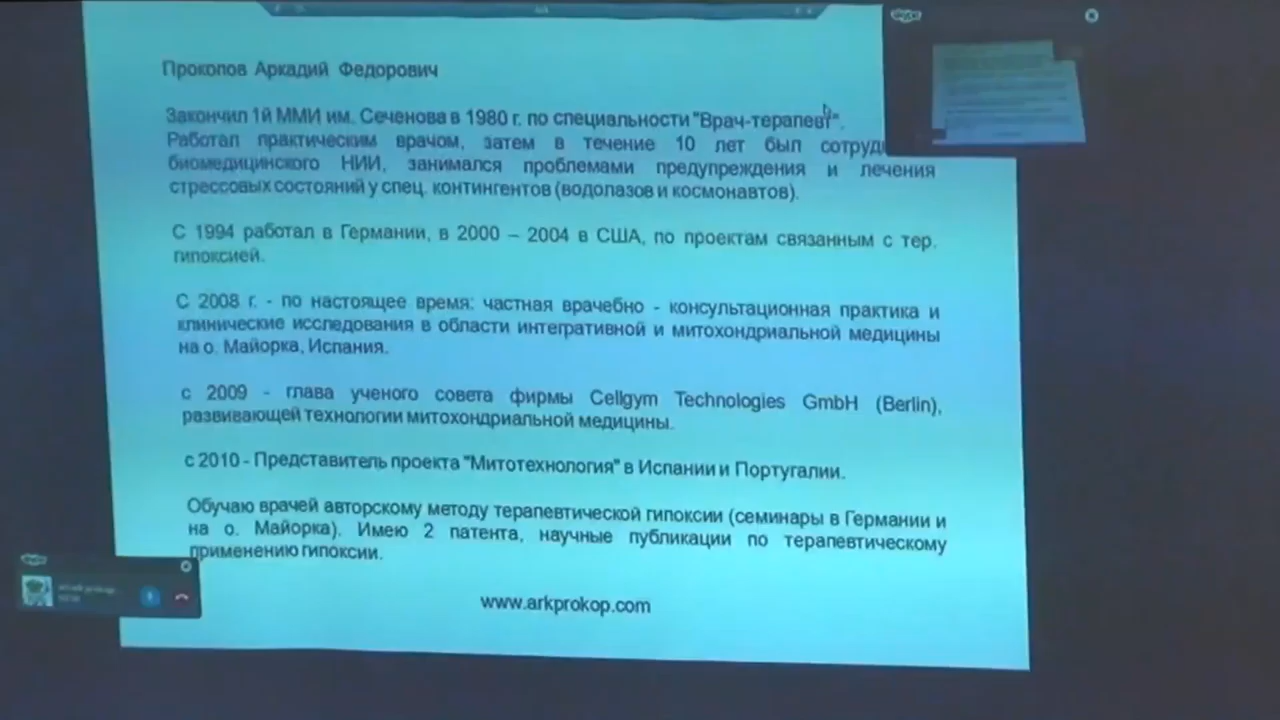 skype
Прокопов Аркадий Федорович
Закончил 1й ММИ им. Сеченова в 1980 г. по специальности "Врач-терапевт".
Работал практическим врачом, затем в течение 10 лет был
биомедицинского НИИ, занимался проблемами предупреждения и лечения
стрессовых состояний у спец. контингентов (водолазов и космонавтов).
С 1994 работал в Германии, в 2000 – 2004 в США, по проектам связанным с тер.
гипоксией.
С 2008 г. - по настоящее время: частная врачебно - консультационная практика и
клинические исследования в области интегративной и митохондриальной медицины
на о. Майорка, Испания.
с 2009 - глава ученого совета фирмы Cellgym Technologies GmbH (Berlin),
развивающей технологии митохондриальной медицины.
с 2010 - Представитель проекта "Митотехнология" в Испании и Португалии.
Обучаю врачей авторскому методу терапевтической гипоксии (семинары в Германии и
на о. Майорка). Имею 2 патента, научные публикации по терапевтическому
применению гипоксии.
skype
www.arkprokop.com